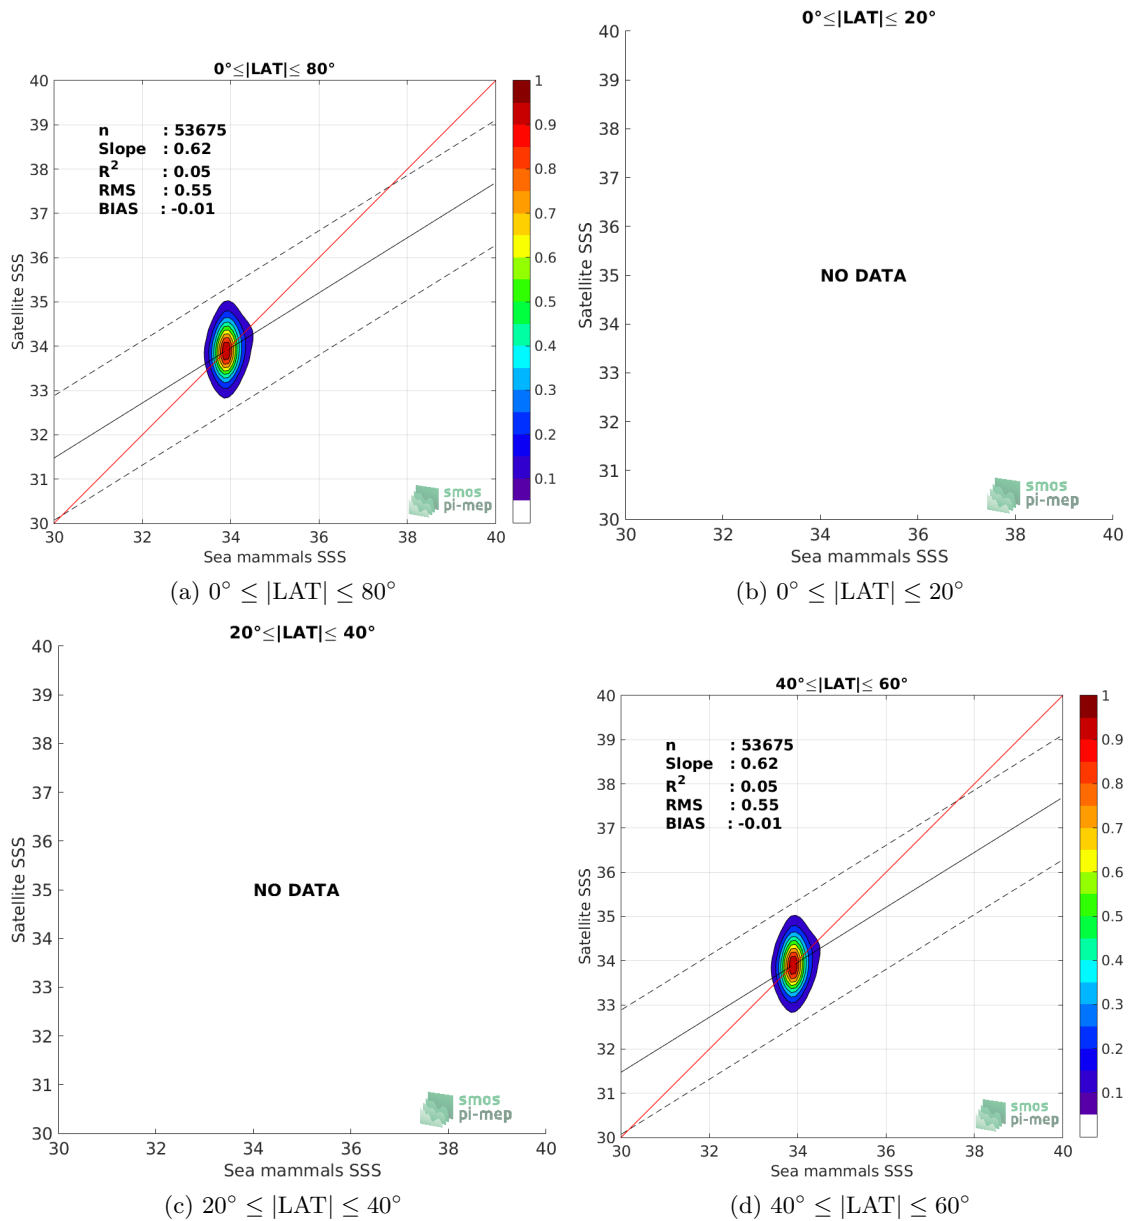 0°≤|LAT|≤ 80°
40
39
38
37
36
35
34
33
32
31
30
Satellite SSS
n : 53675
Slope : 0.62
R² : 0.05
RMS : 0.55
BIAS : -0.01
smos
pi-mep
30 32 34 36 38 40
Sea mammals SSS
1
0.9
0.8
0.7
0.6
0.5
0.4
0.3
0.2
0.1
(a) 0° ≤ |LAT| ≤ 80°
0°≤|LAT|≤ 20°
40
39
38
37
36
35
34
33
32
31
30
Satellite SSS
NO DATA
smos
pi-mep
30 32 34 36 38 40
Sea mammals SSS
(b) 0° ≤ |LAT| ≤ 20°
20°≤|LAT|≤ 40°
40
39
38
37
36
35
34
33
32
31
30
Satellite SSS
NO DATA
smos
pi-mep
30 32 34 36 38 40
Sea mammals SSS
(c) 20° ≤ |LAT| ≤ 40°
40°≤|LAT|≤ 60°
40
39
38
37
36
35
34
33
32
31
30
Satellite SSS
n : 53675
Slope : 0.62
R² : 0.05
RMS : 0.55
BIAS : -0.01
smos
pi-mep
30 32 34 36 38 40
Sea mammals SSS
1
0.9
0.8
0.7
0.6
0.5
0.4
0.3
0.2
0.1
(d) 40° ≤ |LAT| ≤ 60°